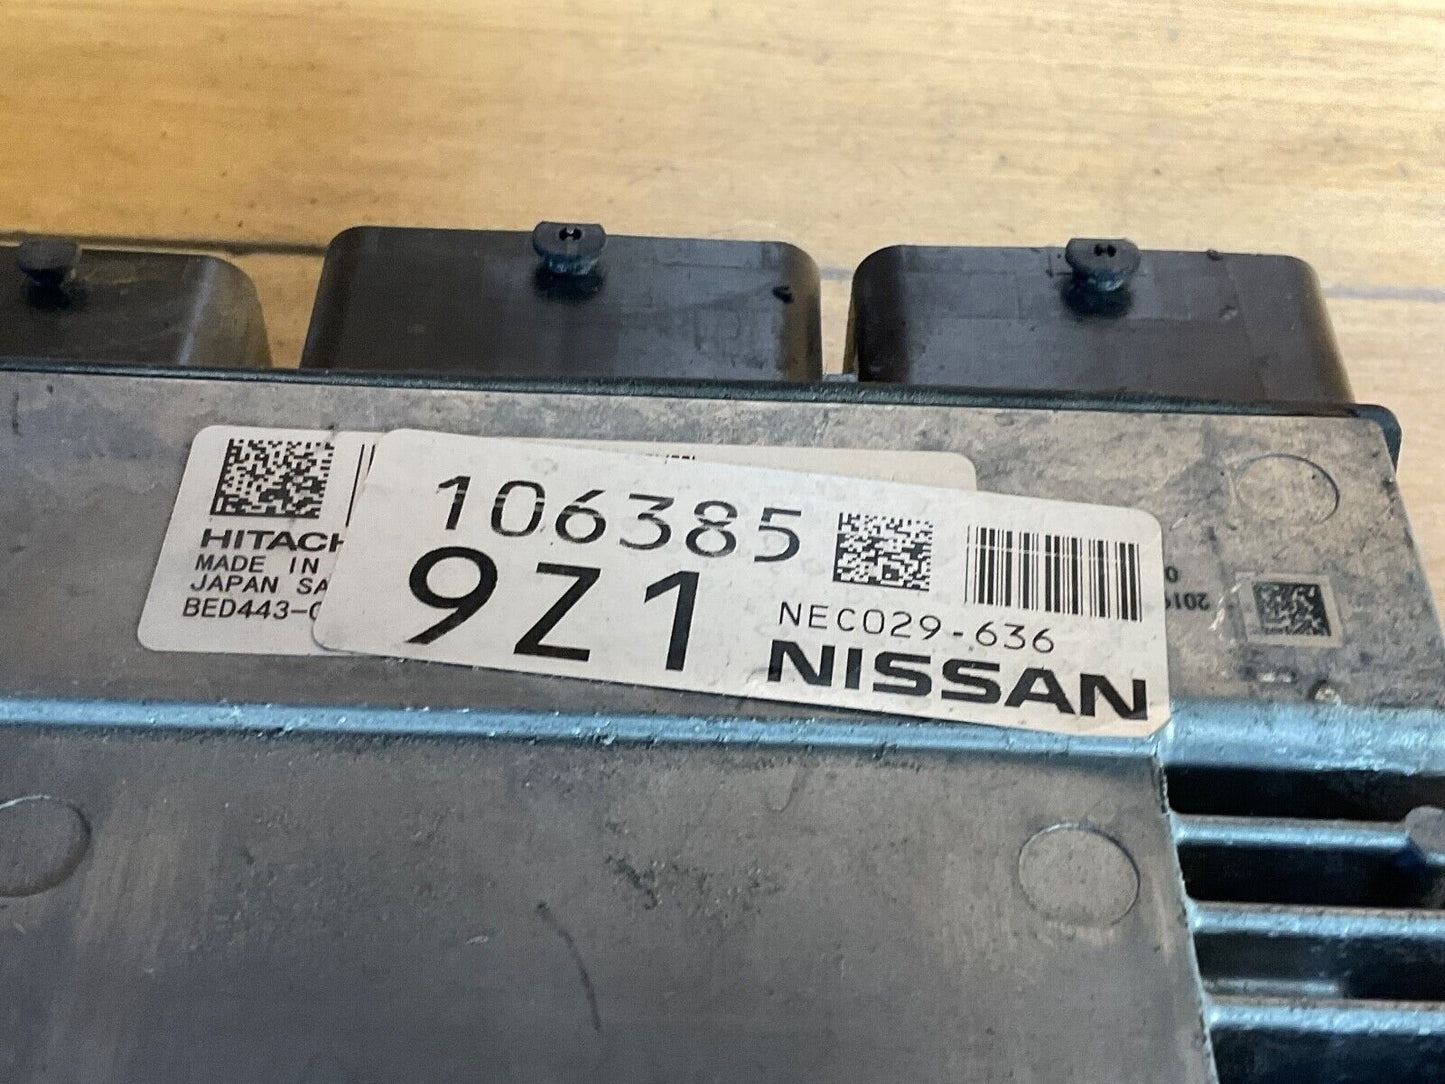 106385
9Z1
NEC029-636
NISSAN
HITACH
MADE IN
JAPAN SA
BED443-